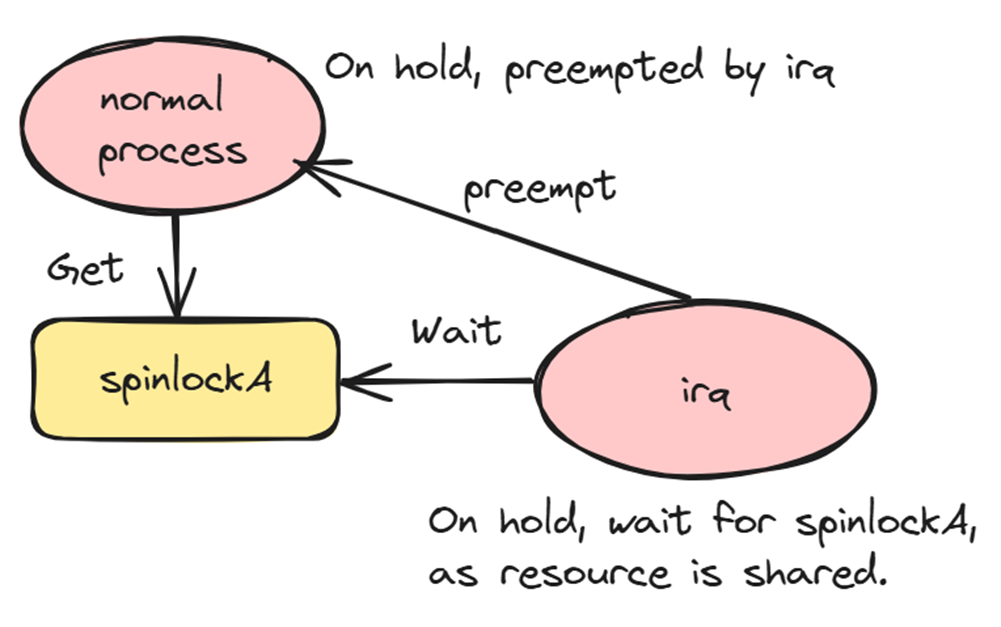 On hold, preempted by irq
normal
process
preempt
Get
Wait
spinlockA
irq
On hold, wait for spinlockA,
as resource is shared.